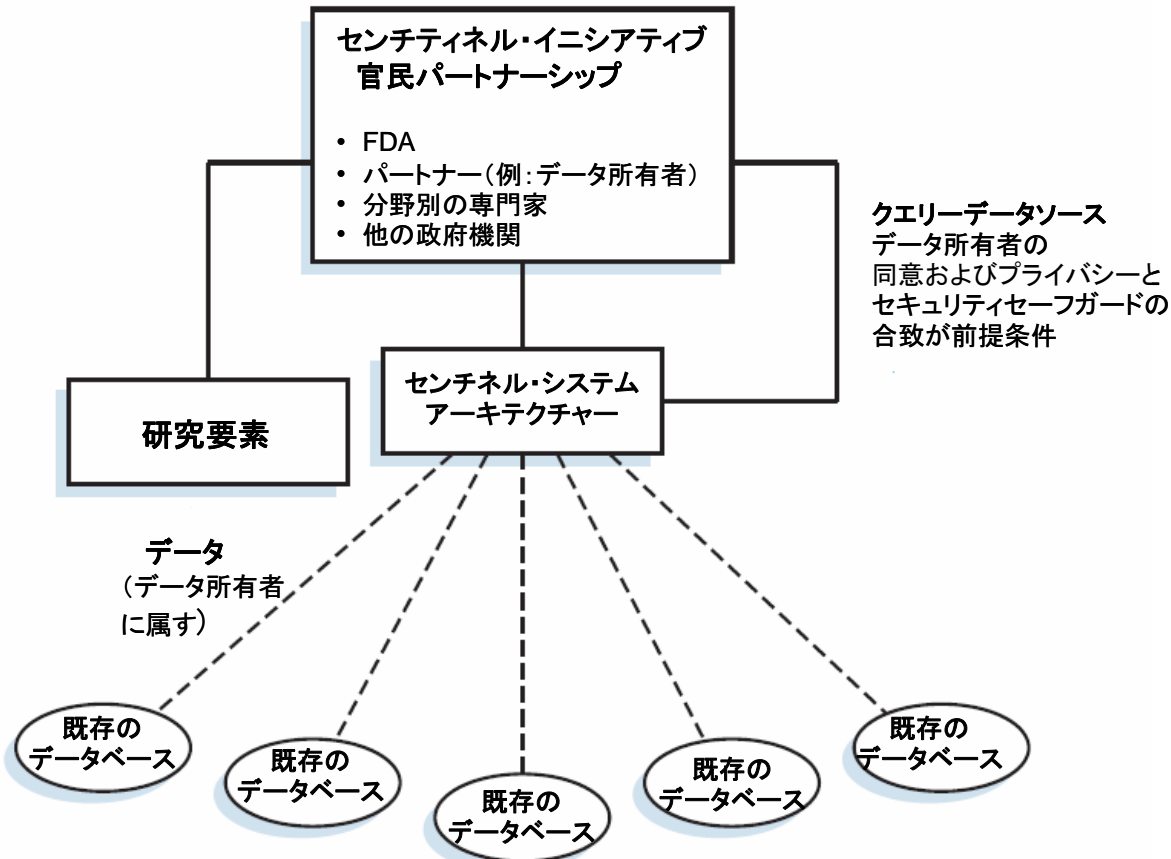 センチティネル・イニシアティブ
官民パートナーシップ
• FDA
• パートナー(例:データ所有者)
• 分野別の専門家
• 他の政府機関
クエリーデータソース
データ所有者の
同意およびプライバシーと
セキュリティセーフガードの
合致が前提条件
センチネル・システム
アーキテクチャー
研究要素
データ
(データ所有者
に属す)
既存の
データベース
既存の
データベース
既存の
データベース
既存の
データベース
既存の
データベース